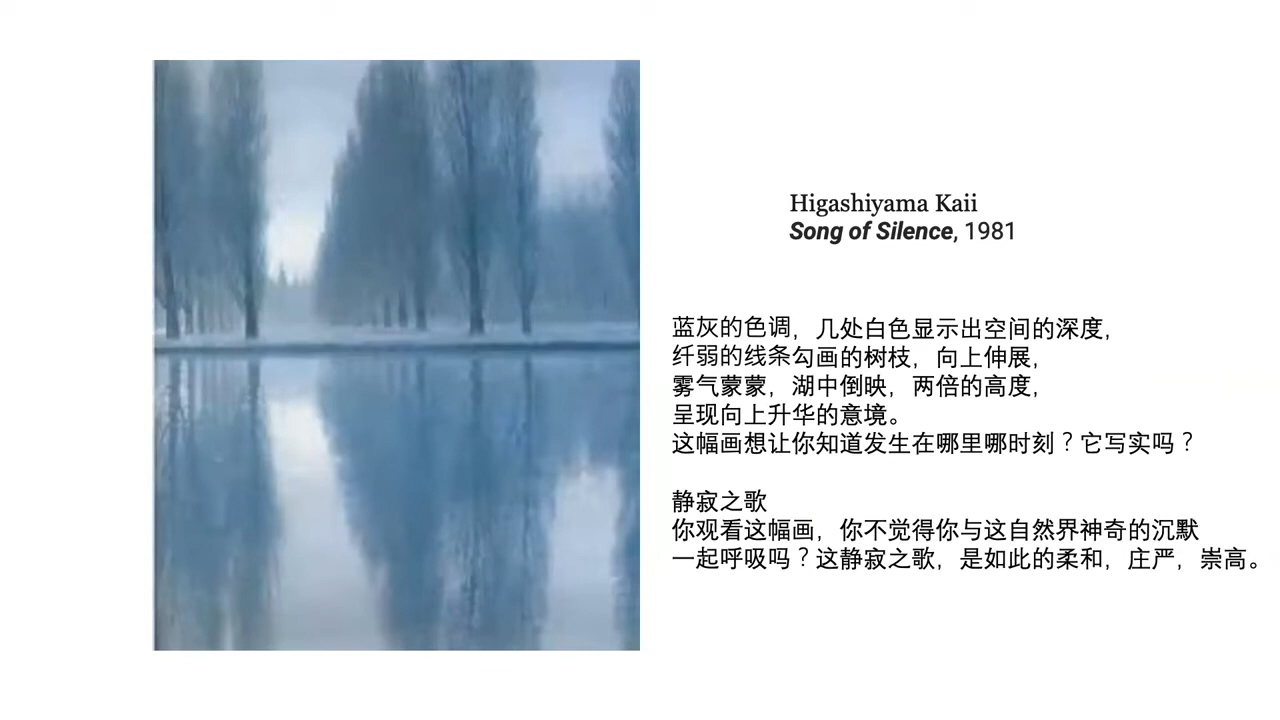 Higashiyama Kaii
Song of Silence, 1981
蓝灰的色调，几处白色显示出空间的深度，
纤弱的线条勾画的树枝，向上伸展，
雾气蒙蒙，湖中倒映，两倍的高度，
呈现向上升华的意境。
这幅画想让你知道发生在哪里哪时刻？它写实吗？
静寂之歌
你观看这幅画，你不觉得你与这自然界神奇的沉默
一起呼吸吗？这静寂之歌，是如此的柔和，庄严，崇高。